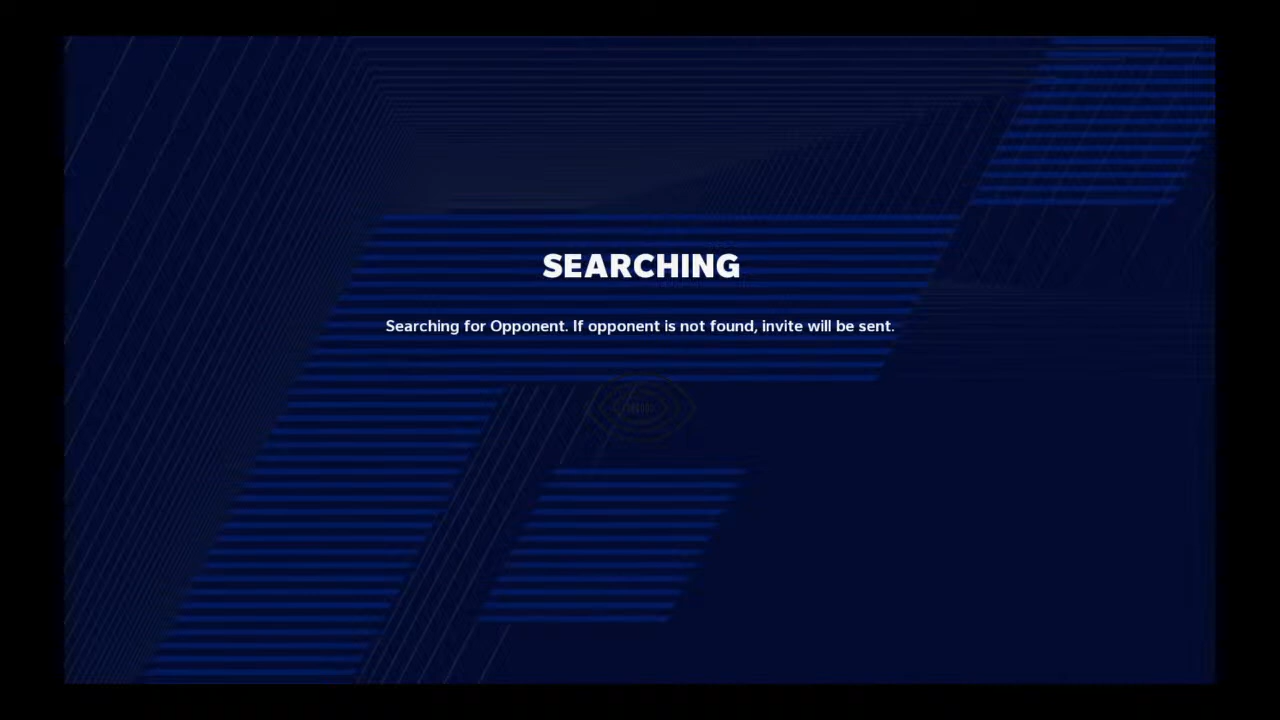 SEARCHING
Searching for Opponent. If opponent is not found, invite will be sent.